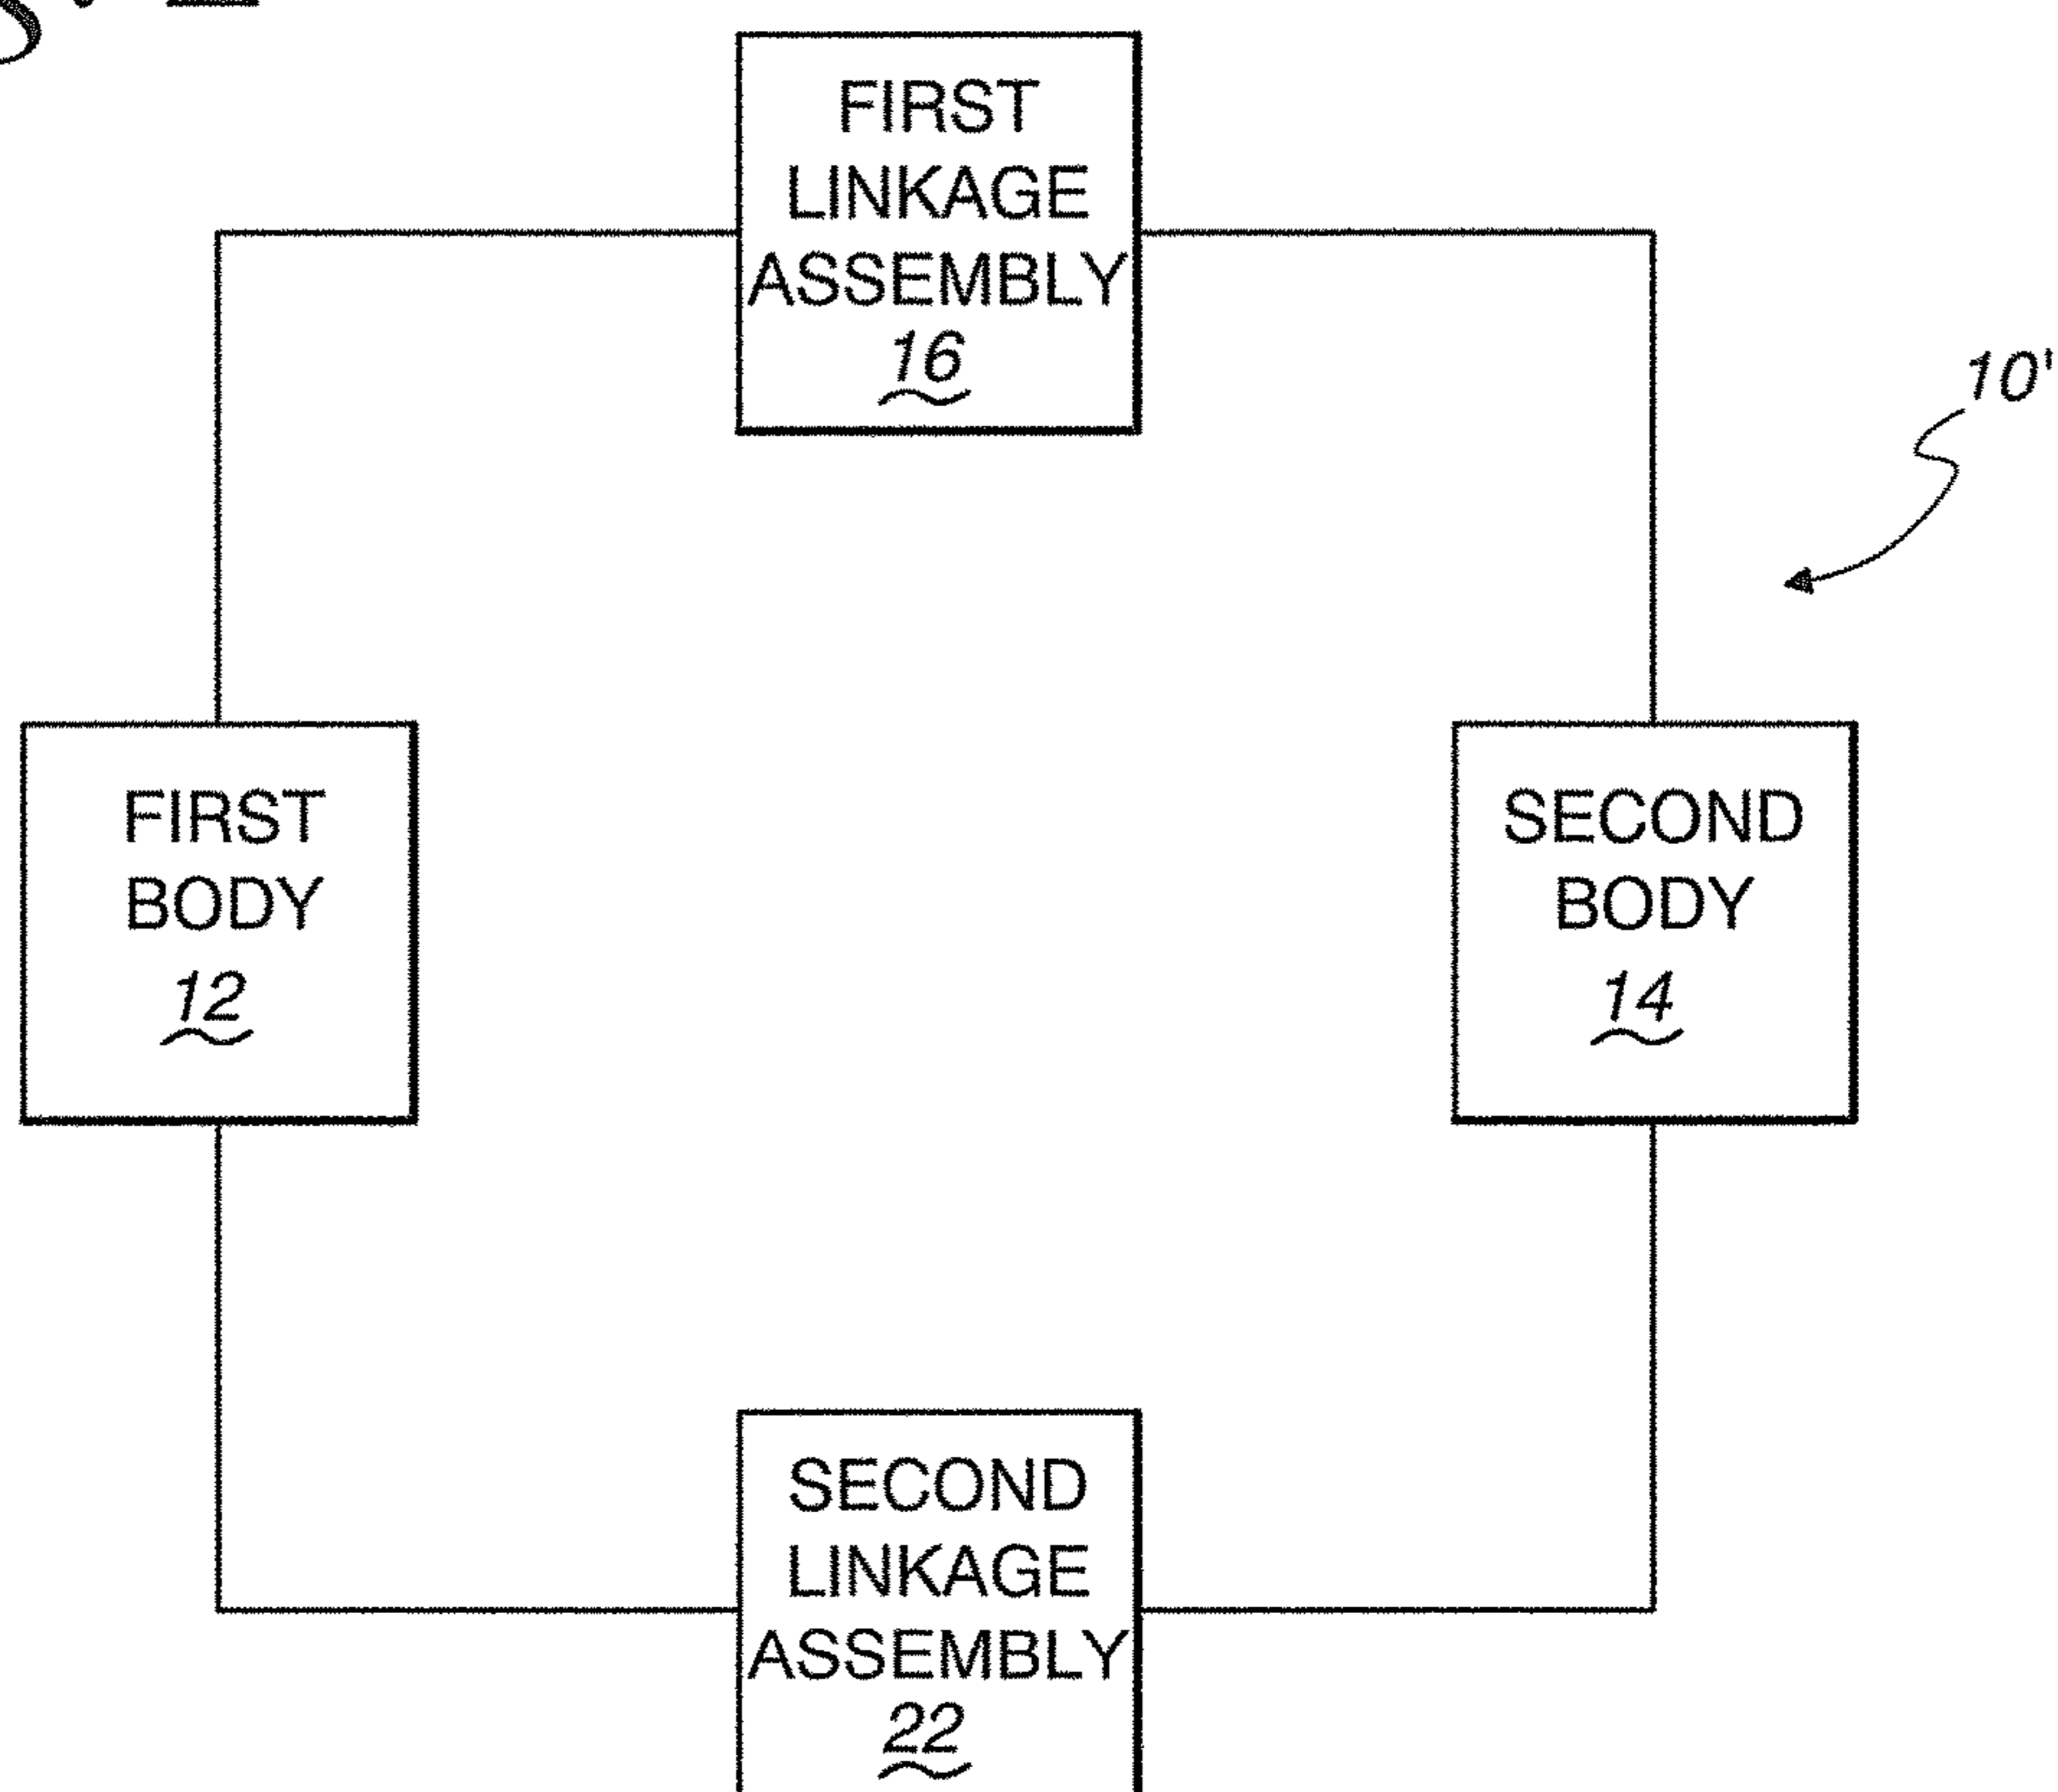 FIRST
LINKAGE
ASSEMBLY
16
10'
FIRST
BODY
12
SECOND
BODY
14
SECOND
LINKAGE
ASSEMBLY
22